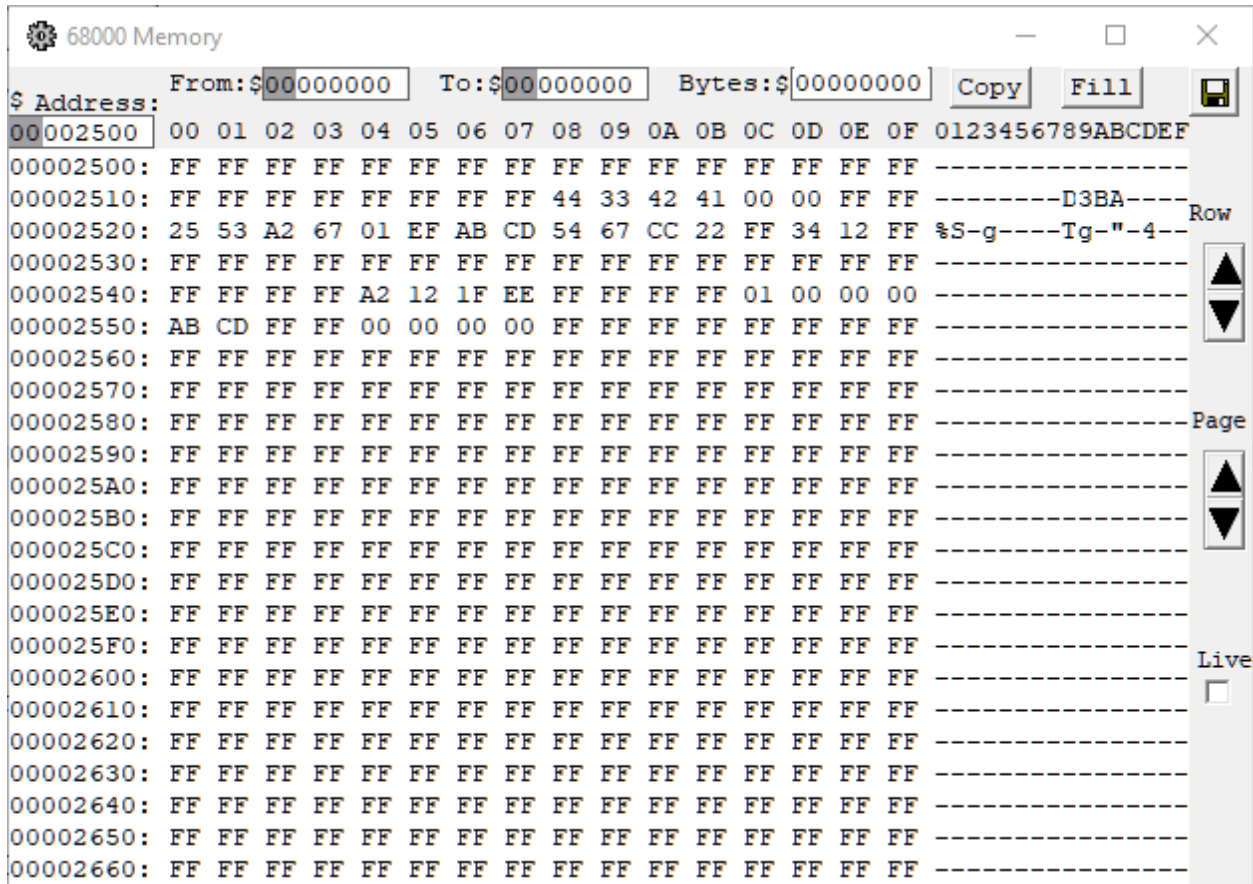 68000 Memory
From:$00000000 To:$00000000 Bytes:$00000000 Copy Fill
$ Address:
00002500 00 01 02 03 04 05 06 07 08 09 0A 0B 0C 0D 0E 0F 0123456789ABCDEF
00002500: FF FF FF FF FF FF FF FF FF FF FF FF FF FF FF FF ----------------
00002510: FF FF FF FF FF FF FF FF 44 33 42 41 00 00 FF FF --------D3BA----
Row
00002520: 25 53 A2 67 01 EF AB CD 54 67 CC 22 FF 34 12 FF %S-g----Tg-"-4--
00002530: FF FF FF FF FF FF FF FF FF FF FF FF FF FF FF FF ----------------
00002540: FF FF FF FF A2 12 1F EE FF FF FF FF 01 00 00 00 ----------------
00002550: AB CD FF FF 00 00 00 00 FF FF FF FF FF FF FF FF ----------------
00002560: FF FF FF FF FF FF FF FF FF FF FF FF FF FF FF FF ----------------
00002570: FF FF FF FF FF FF FF FF FF FF FF FF FF FF FF FF ----------------
00002580: FF FF FF FF FF FF FF FF FF FF FF FF FF FF FF FF ----------------
Page
00002590: FF FF FF FF FF FF FF FF FF FF FF FF FF FF FF FF ----------------
000025A0: FF FF FF FF FF FF FF FF FF FF FF FF FF FF FF FF ----------------
000025B0: FF FF FF FF FF FF FF FF FF FF FF FF FF FF FF FF ----------------
000025C0: FF FF FF FF FF FF FF FF FF FF FF FF FF FF FF FF ----------------
000025D0: FF FF FF FF FF FF FF FF FF FF FF FF FF FF FF FF ----------------
000025E0: FF FF FF FF FF FF FF FF FF FF FF FF FF FF FF FF ----------------
000025F0: FF FF FF FF FF FF FF FF FF FF FF FF FF FF FF FF ----------------
Live
00002600: FF FF FF FF FF FF FF FF FF FF FF FF FF FF FF FF ----------------
00002610: FF FF FF FF FF FF FF FF FF FF FF FF FF FF FF FF ----------------
00002620: FF FF FF FF FF FF FF FF FF FF FF FF FF FF FF FF ----------------
00002630: FF FF FF FF FF FF FF FF FF FF FF FF FF FF FF FF ----------------
00002640: FF FF FF FF FF FF FF FF FF FF FF FF FF FF FF FF ----------------
00002650: FF FF FF FF FF FF FF FF FF FF FF FF FF FF FF FF ----------------
00002660: FF FF FF FF FF FF FF FF FF FF FF FF FF FF FF FF ----------------